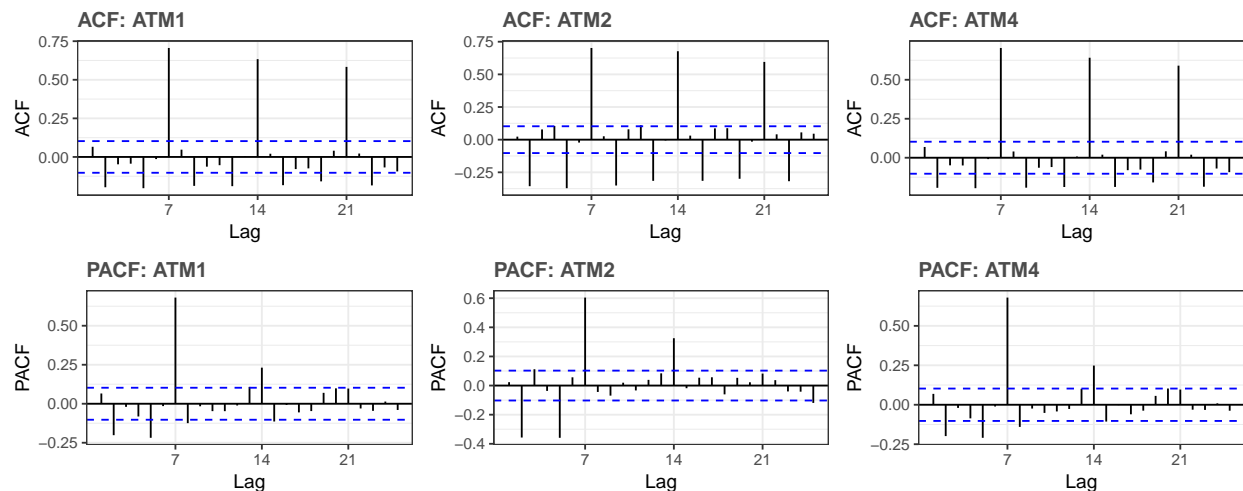 ACF: ATM1
0.75
0.50
0.25
0.00
ACF
7
14
21
Lag
ACF: ATM2
0.75
0.50
0.25
0.00
−0.25
ACF
7
14
21
Lag
ACF: ATM4
0.50
0.25
0.00
ACF
7
14
21
Lag
PACF: ATM1
0.50
0.25
0.00
−0.25
PACF
7
14
21
Lag
PACF: ATM2
0.6
0.4
0.2
0.0
−0.2
−0.4
PACF
7
14
21
Lag
PACF: ATM4
0.50
0.25
0.00
−0.25
PACF
7
14
21
Lag